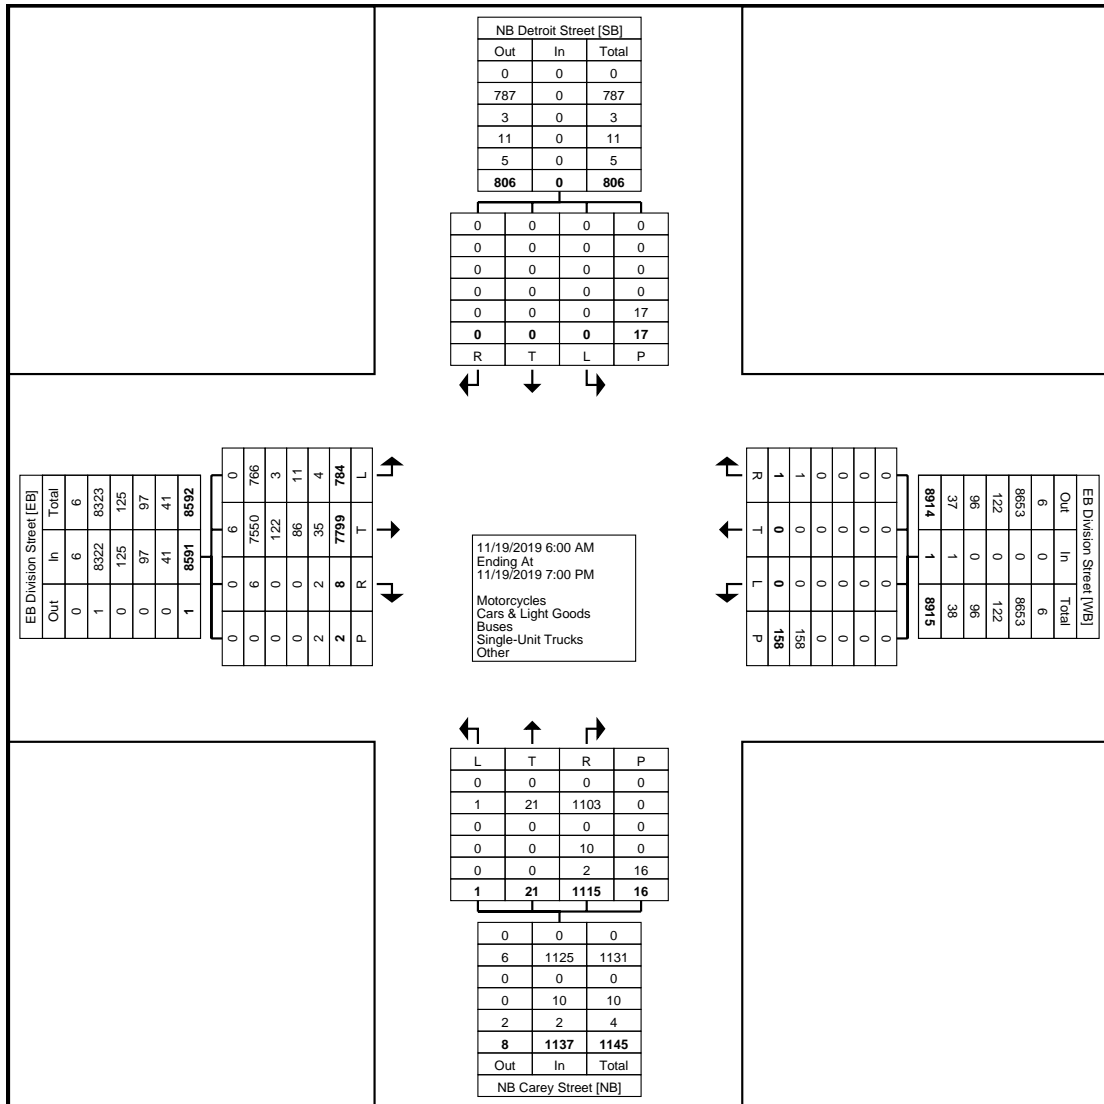 NB Detroit Street [SB]
Out In Total
0 0 0
787 0 787
3 0 3
11 0 11
5 0 5
806 0 806
0 0 0 0
0 0 0 0
0 0 0 0
0 0 0 0
0 0 0 17
0 0 0 17
R T L P
EB Division Street [EB]
Total In Out
6 6 0
8323 8322 1
125 125 0
97 97 0
41 41 0
8592 8591 1
0 6 0 0
766 7550 6 0
3 122 0 0
11 86 0 0
4 35 2 2
784 7799 8 2
L T R P
11/19/2019 6:00 AM
Ending At
11/19/2019 7:00 PM
Motorcycles
Cars & Light Goods
Buses
Single-Unit Trucks
Other
R T L P
1 0 0 158
1 0 0 158
0 0 0 0
0 0 0 0
0 0 0 0
0 0 0 0
EB Division Street [WB]
Out In Total
6 0 6
8653 0 8653
122 0 122
96 0 96
37 1 38
8914 1 8915
L T R P
0 0 0 0
1 21 1103 0
0 0 0 0
0 0 10 0
0 0 2 16
1 21 1115 16
0 0 0
6 1125 1131
0 0 0
0 10 10
2 2 4
8 1137 1145
Out In Total
NB Carey Street [NB]